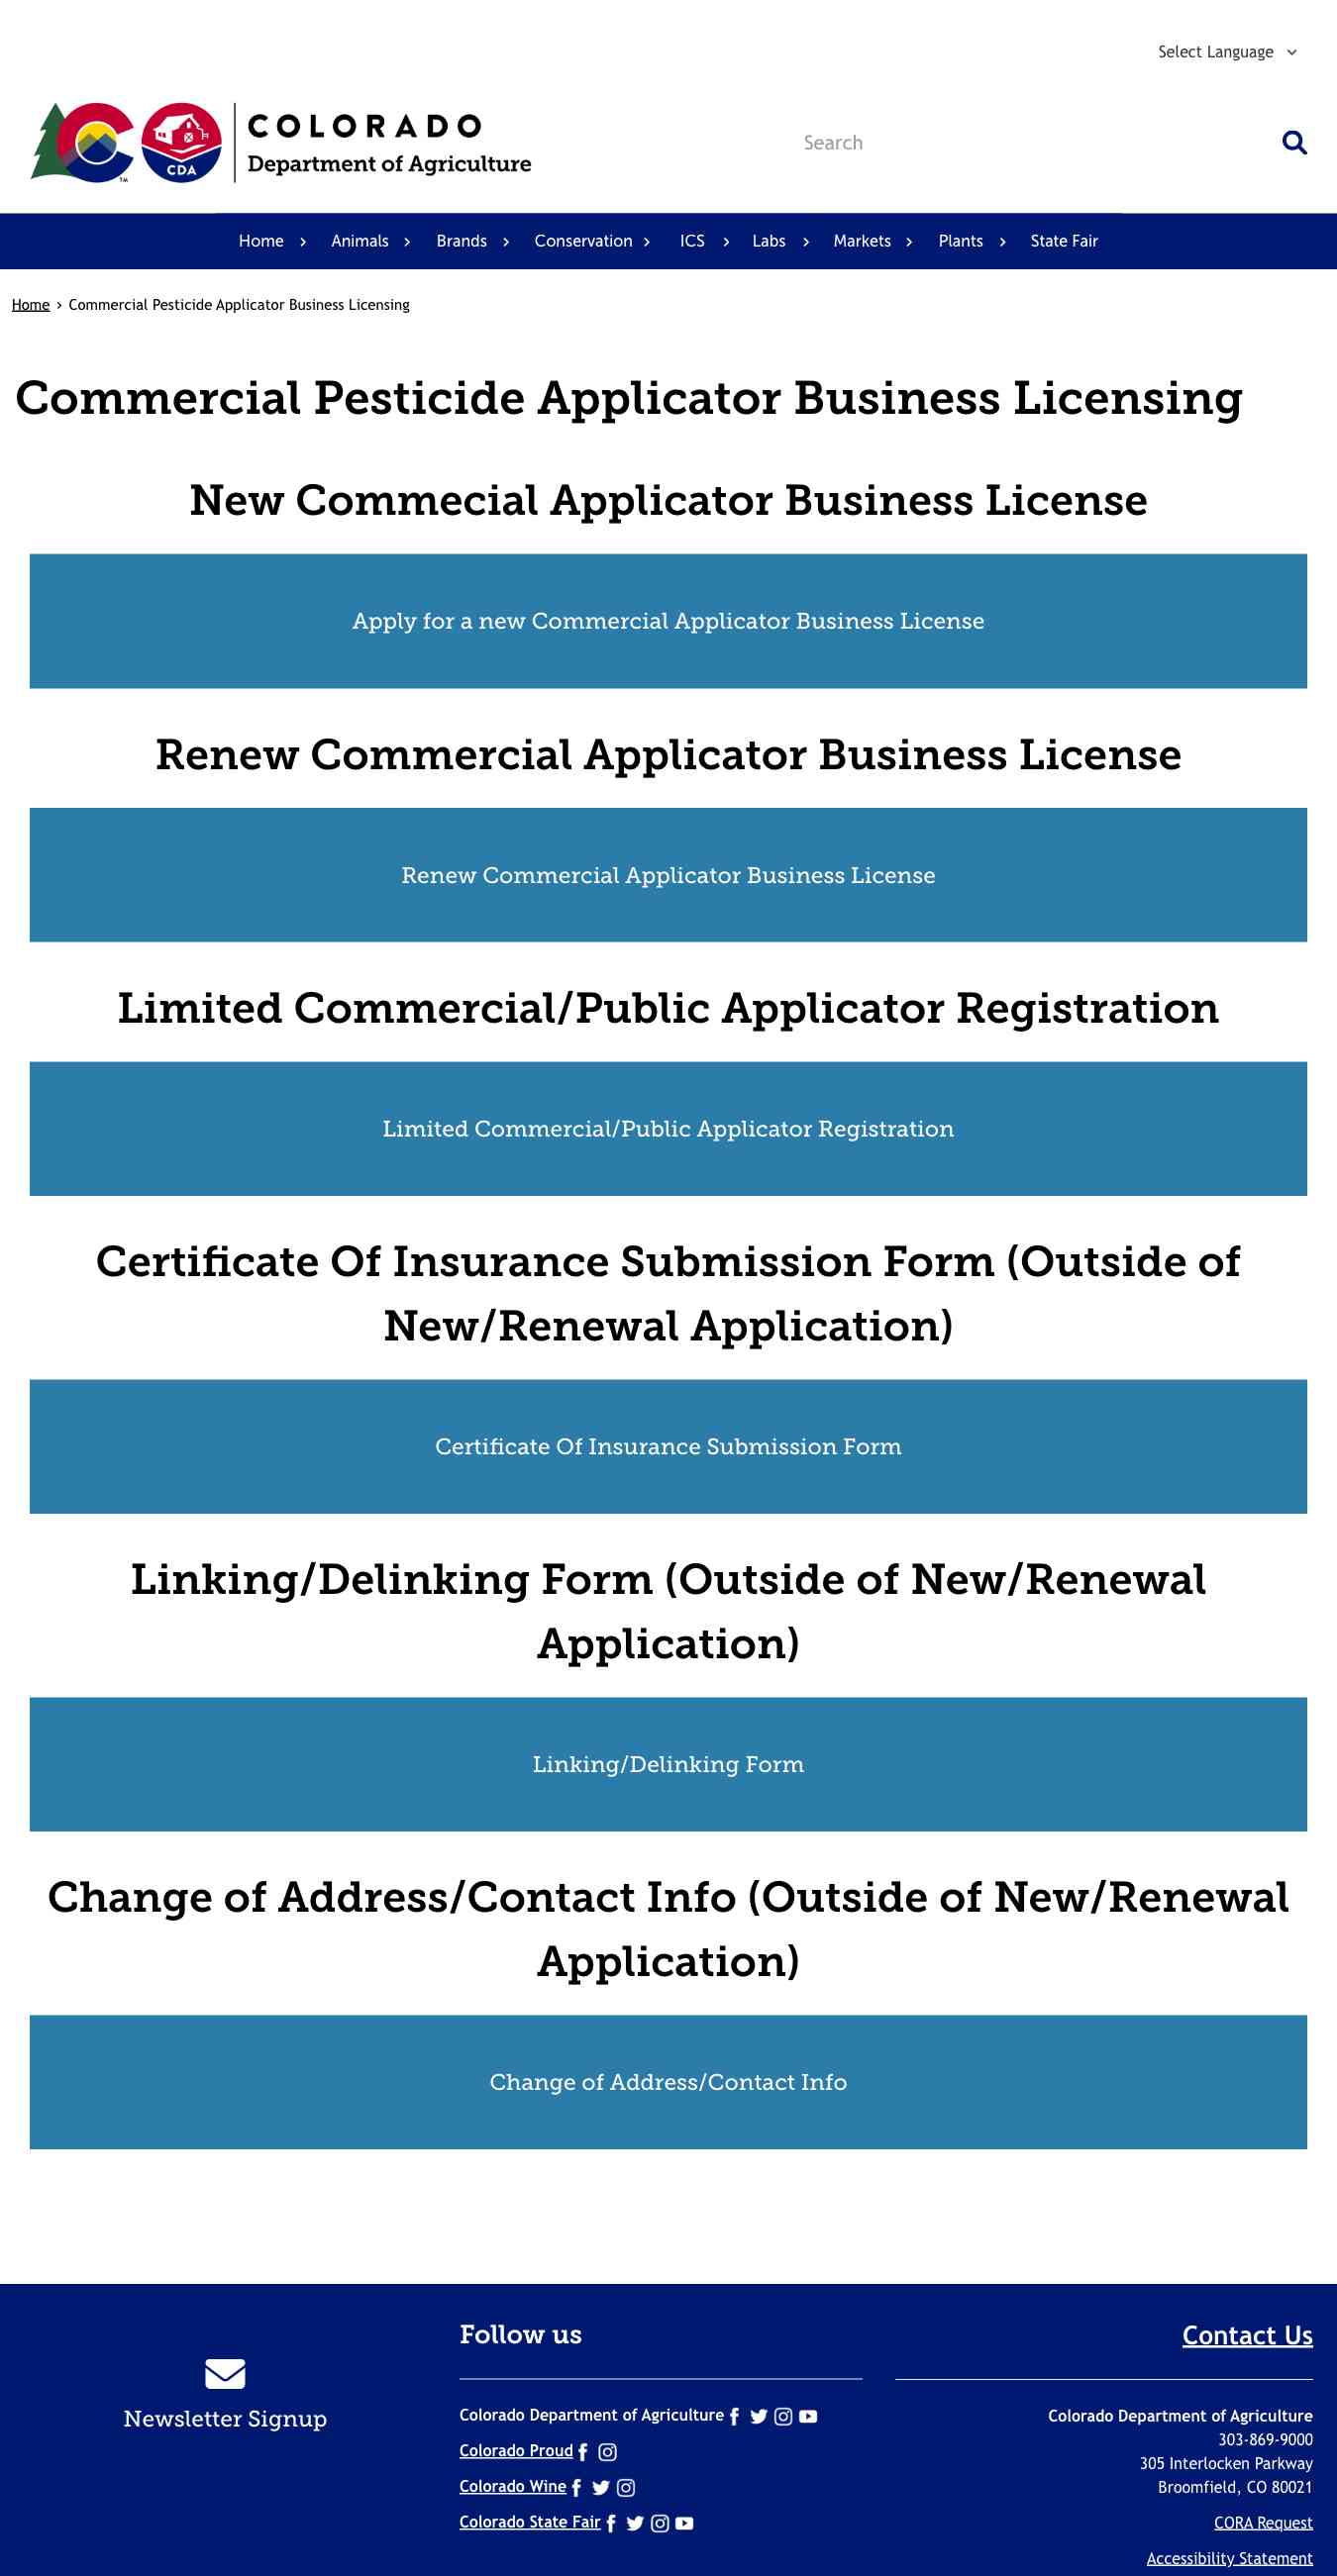 Select Language
COLORADO
Department of Agriculture
CDA
TM
Search
Home Animals Brands Conservation ICS Labs Markets Plants State Fair
Home › Commercial Pesticide Applicator Business Licensing
Commercial Pesticide Applicator Business Licensing
New Commecial Applicator Business License
Apply for a new Commercial Applicator Business License
Renew Commercial Applicator Business License
Renew Commercial Applicator Business License
Limited Commercial/Public Applicator Registration
Limited Commercial/Public Applicator Registration
Certificate Of Insurance Submission Form (Outside of
New/Renewal Application)
Certificate Of Insurance Submission Form
Linking/Delinking Form (Outside of New/Renewal
Application)
Linking/Delinking Form
Change of Address/Contact Info (Outside of New/Renewal
Application)
Change of Address/Contact Info
Newsletter Signup
Follow us
Colorado Department of Agriculture
Colorado Proud
Colorado Wine
Colorado State Fair
Contact Us
Colorado Department of Agriculture
303-869-9000
305 Interlocken Parkway
Broomfield, CO 80021
CORA Request
Accessibility Statement